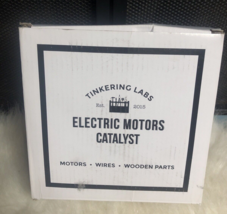 TINKERING LABS
Est. 2015
ELECTRIC MOTORS
CATALYST
MOTORS • WIRES • WOODEN PARTS